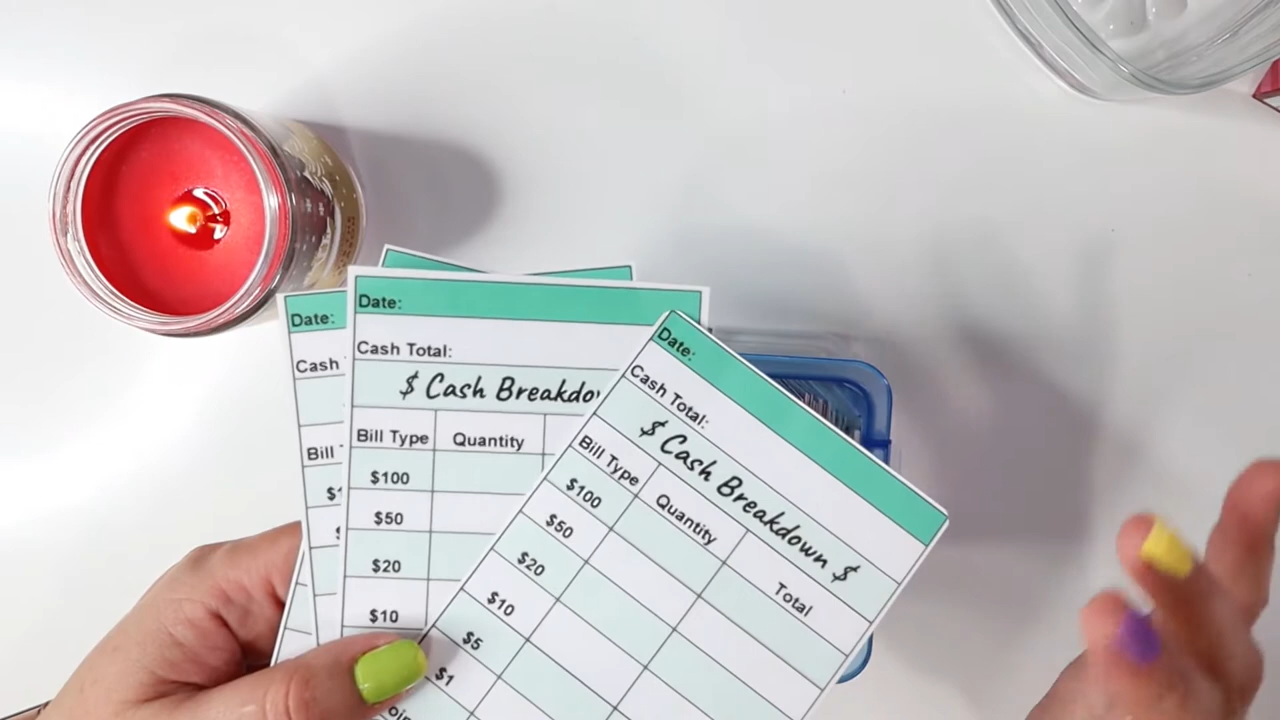 Date:
Cash
Bill
Date:
Cash Total:
$ Cash
Bill Type Quantity
$100
$50
$20
$10
Date:
Cash Total:
$ Cash Breakdown $
Bill Type Quantity Total
$100
$50
$20
$10
$5
$1